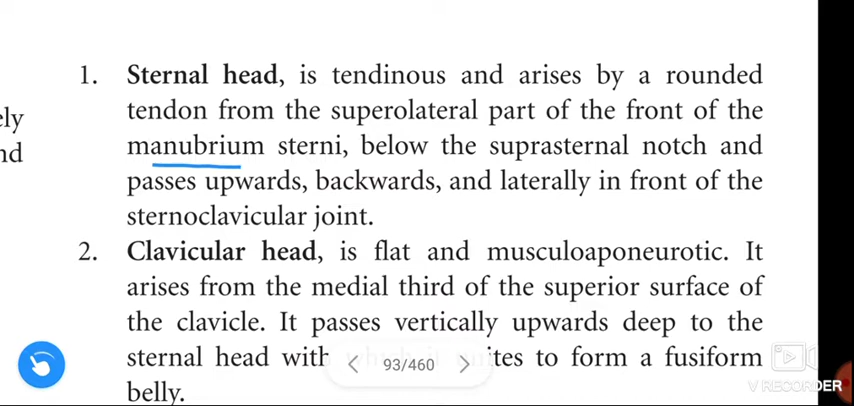 1. Sternal head, is tendinous and arises by a rounded
tendon from the superolateral part of the front of the
ely
manubrium sterni, below the suprasternal notch and
nd
passes upwards, backwards, and laterally in front of the
sternoclavicular joint.
2. Clavicular head, is flat and musculoaponeurotic. It
arises from the medial third of the superior surface of
the clavicle. It passes vertically upwards deep to the
sternal head with which it unites to form a fusiform
93/460
belly.
V RECORDER